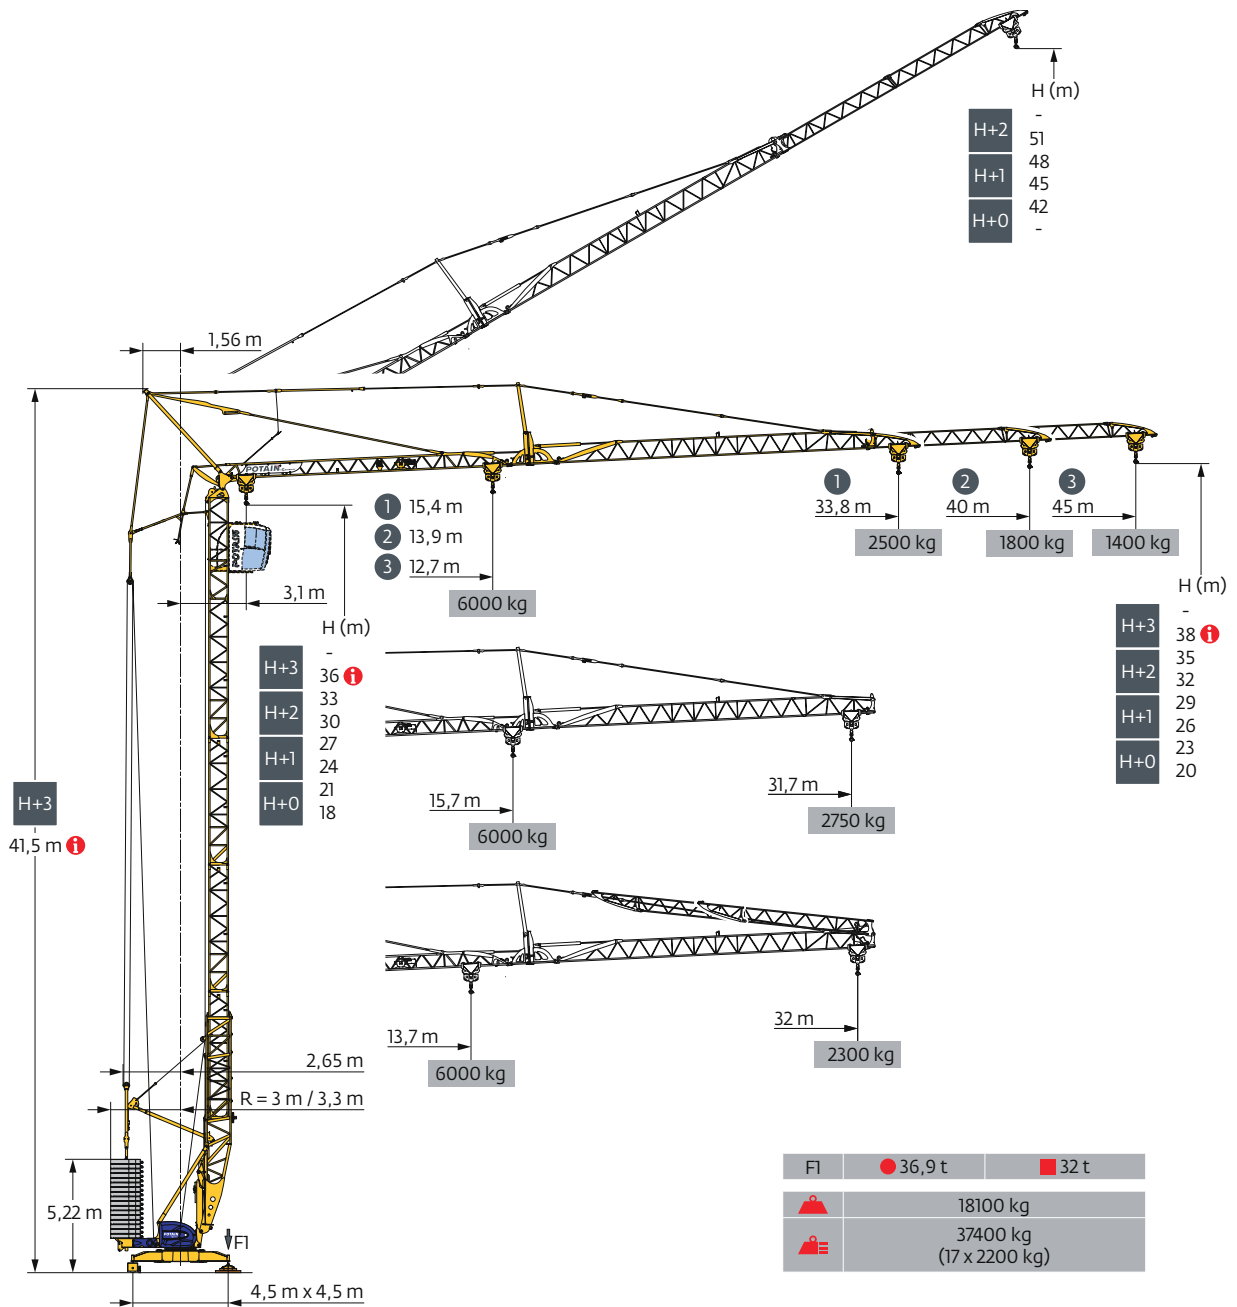 H (m)
H+2
-
51
H+1
48
45
H+0
42
-
1,56 m
POTAIN
POTAIN
1 15,4 m
2 13,9 m
3 12,7 m
6000 kg
1
33,8 m
2500 kg
2
40 m
1800 kg
3
45 m
1400 kg
3,1 m
H (m)
H+3
-
36 i
H+2
33
30
H+1
27
24
H+0
21
18
H (m)
H+3
-
38 i
H+2
35
32
H+1
29
26
H+0
23
20
15,7 m
6000 kg
31,7 m
2750 kg
H+3
41,5 m i
13,7 m
6000 kg
32 m
2300 kg
2,65 m
R = 3 m / 3,3 m
5,22 m
F1
4,5 m x 4,5 m
F1 36,9 t 32 t
18100 kg
37400 kg
(17 x 2200 kg)